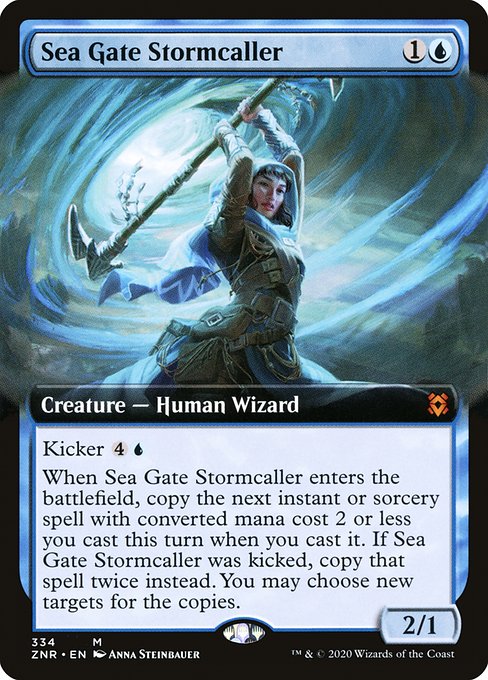 Sea Gate Stormcaller 1
Creature — Human Wizard
Kicker 4
When Sea Gate Stormcaller enters the
battlefield, copy the next instant or sorcery
spell with converted mana cost 2 or less
you cast this turn when you cast it. If Sea
Gate Stormcaller was kicked, copy that
spell twice instead. You may choose new
targets for the copies.
2/1
334 M
ZNR • EN Anna Steinbauer
™ & © 2020 Wizards of the Coast